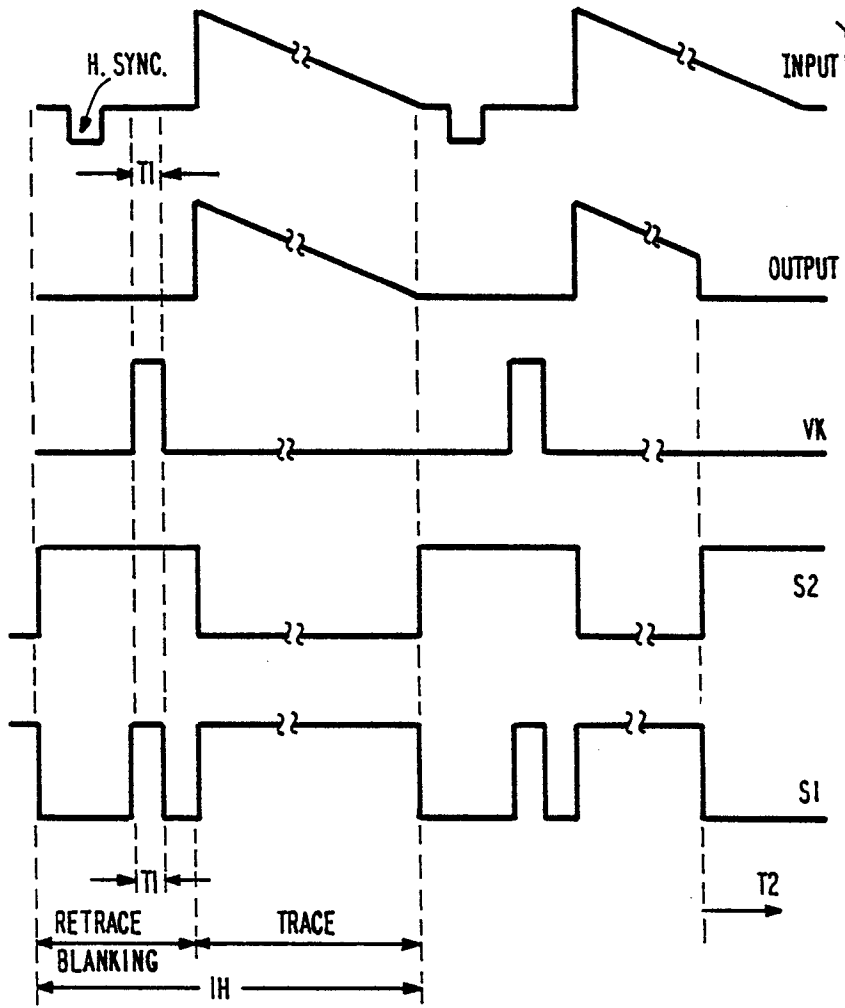 H. SYNC.
INPUT
T1
OUTPUT
VK
S2
S1
T1
T2
RETRACE
TRACE
BLANKING
1H